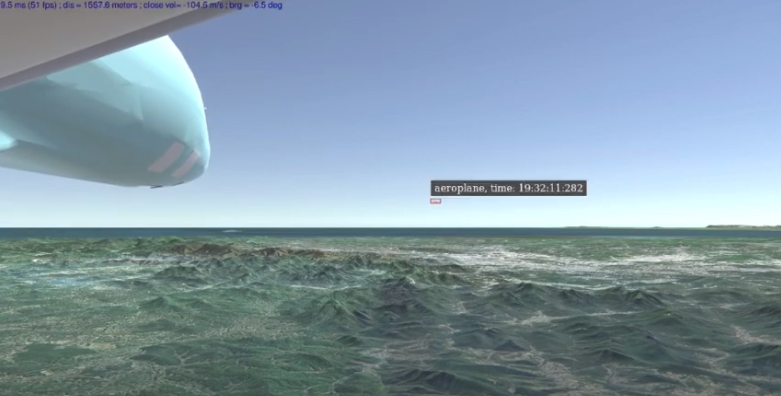 9.5 ms (51 fps) ; dis = 1557.6 meters ; close vel= -104.5 m/s ; brg = -6.5 deg
aeroplane, time: 19:32:11:282